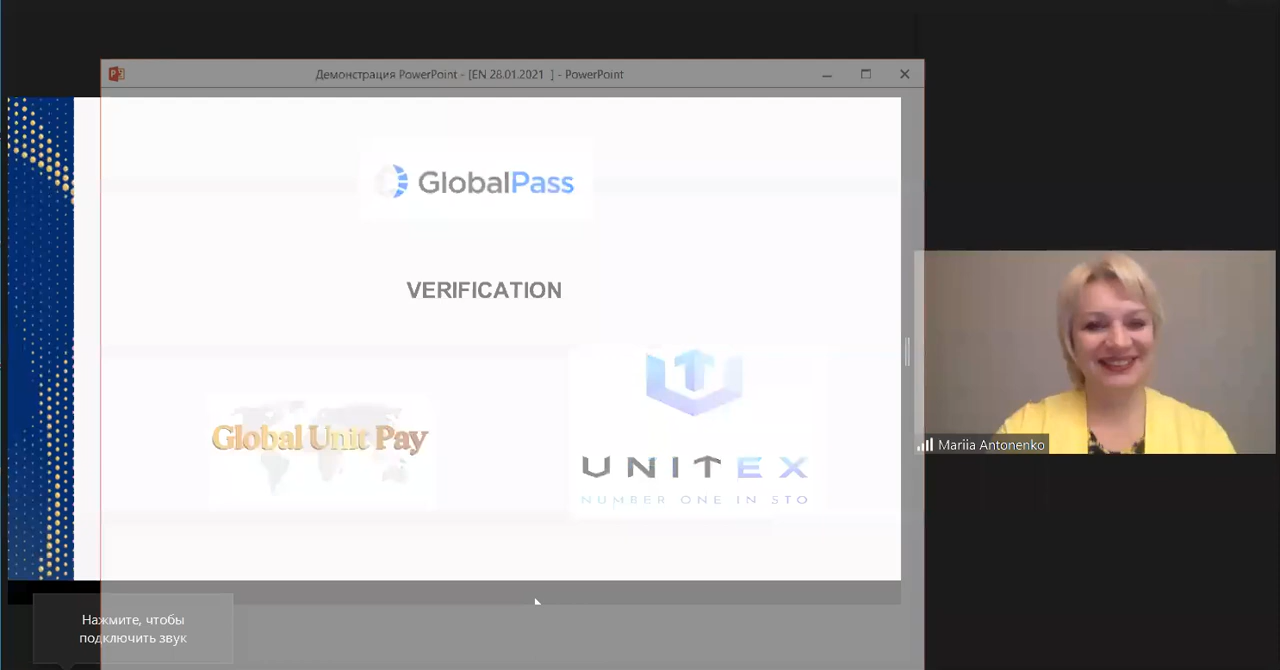 Демонстрация PowerPoint - [EN 28.01.2021 ] - PowerPoint
GlobalPass
VERIFICATION
Global Unit Pay
UNITEX
NUMBER ONE IN STO
Mariia Antonenko
Нажмите, чтобы
подключить звук